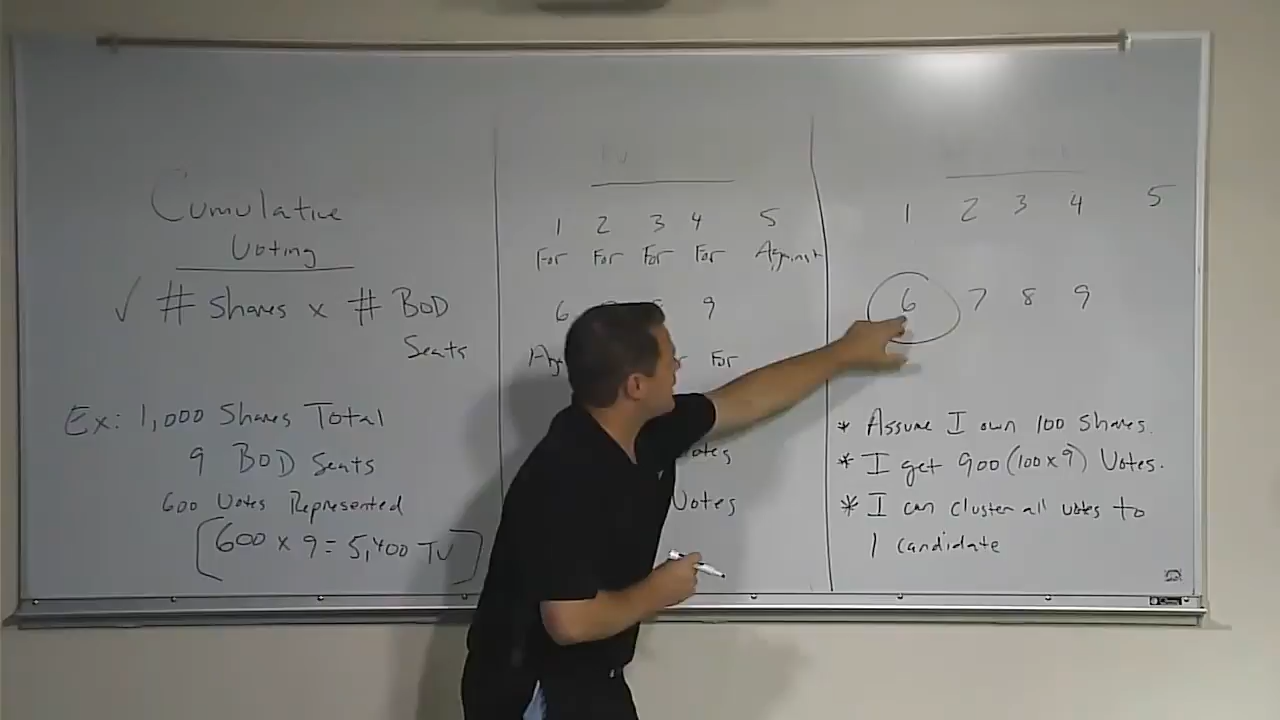 Cumulative
Voting
✓ # Shares x # BOD
Seats
Ex: 1,000 Shares Total
9 BOD Seats
600 Votes Represented
[600 x 9 = 5,400 TV]
1 2 3 4 5
For For For For Against
6 9
For
Votes
Votes
1 2 3 4 5
6 7 8 9
* Assume I own 100 shares.
* I get 900 (100x9) Votes.
* I can cluster all votes to
1 candidate